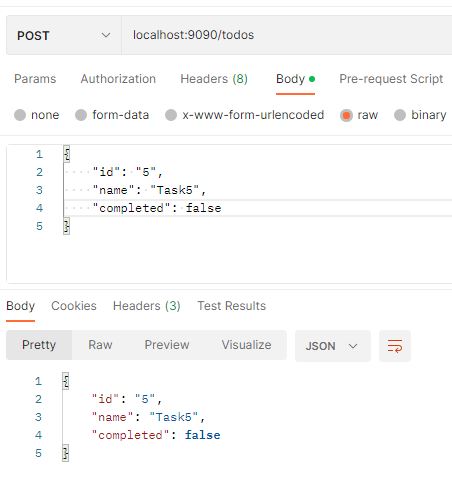 POST localhost:9090/todos
Params Authorization Headers (8) Body Pre-request Script
none form-data x-www-form-urlencoded raw binary
1 {
2 "id": "5",
3 "name": "Task5",
4 "completed": false
5 }
Body Cookies Headers (3) Test Results
Pretty Raw Preview Visualize JSON
1 {
2 "id": "5",
3 "name": "Task5",
4 "completed": false
5 }